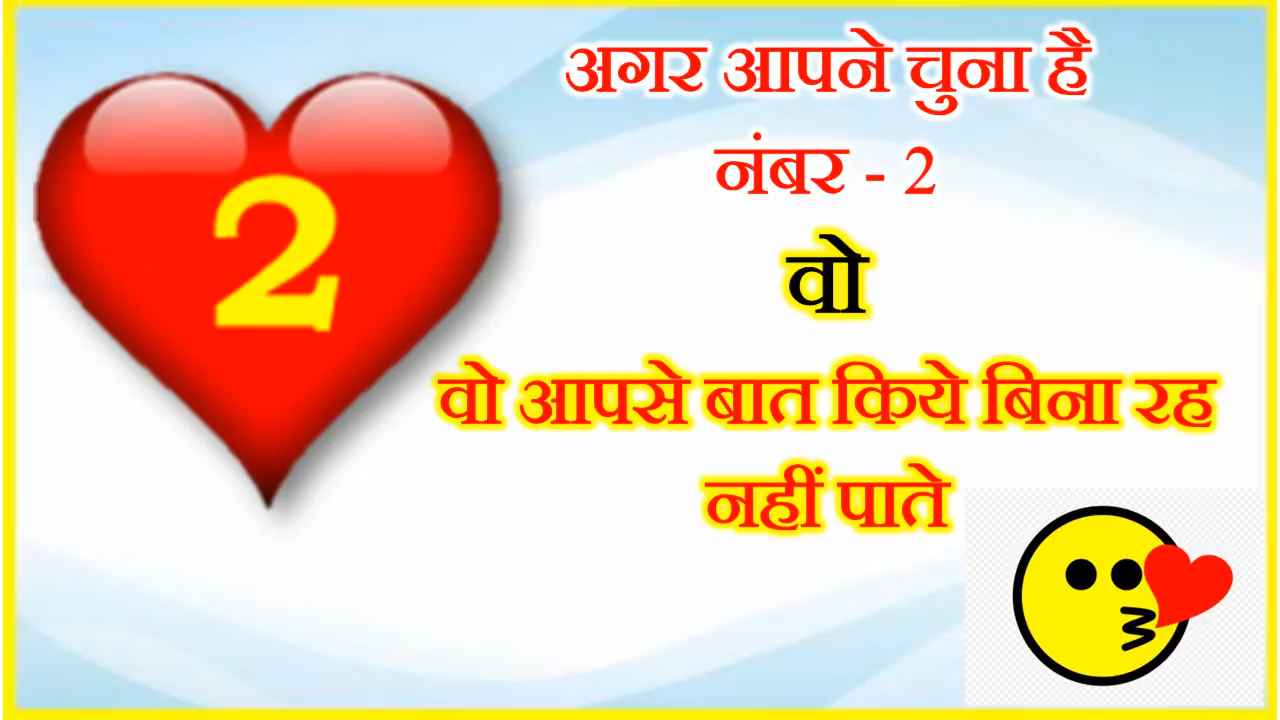 2
अगर आपने चुना है
नंबर - 2
वो
वो आपसे बात किये बिना रह
नहीं पाते